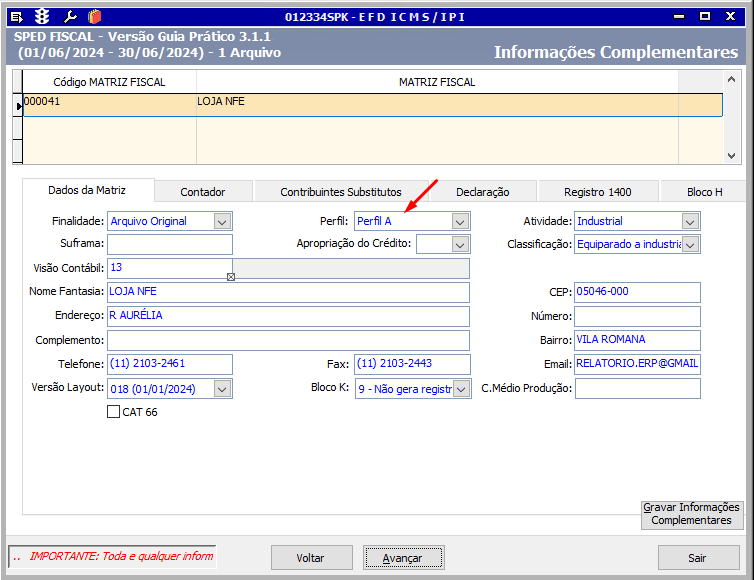 012334SPK - E F D I C M S / I P I
SPED FISCAL - Versão Guia Prático 3.1.1
(01/06/2024 - 30/06/2024) - 1 Arquivo
Informações Complementares
Código MATRIZ FISCAL MATRIZ FISCAL
000041 LOJA NFE
Dados da Matriz Contador Contribuintes Substitutos Declaração Registro 1400 Bloco H
Finalidade: Arquivo Original Perfil: Perfil A Atividade: Industrial
Suframa: Apropriação do Crédito: Classificação: Equiparado a industria
Visão Contábil: 13
Nome Fantasia: LOJA NFE CEP: 05046-000
Endereço: R AURÉLIA Número:
Complemento: Bairro: VILA ROMANA
Telefone: (11) 2103-2461 Fax: (11) 2103-2443 Email: RELATORIO.ERP@GMAIL
Versão Layout: 018 (01/01/2024) Bloco K: 9 - Não gera registr C.Médio Produção:
CAT 66
Gravar Informações
Complementares
.. IMPORTANTE: Toda e qualquer inform Voltar Avançar Sair